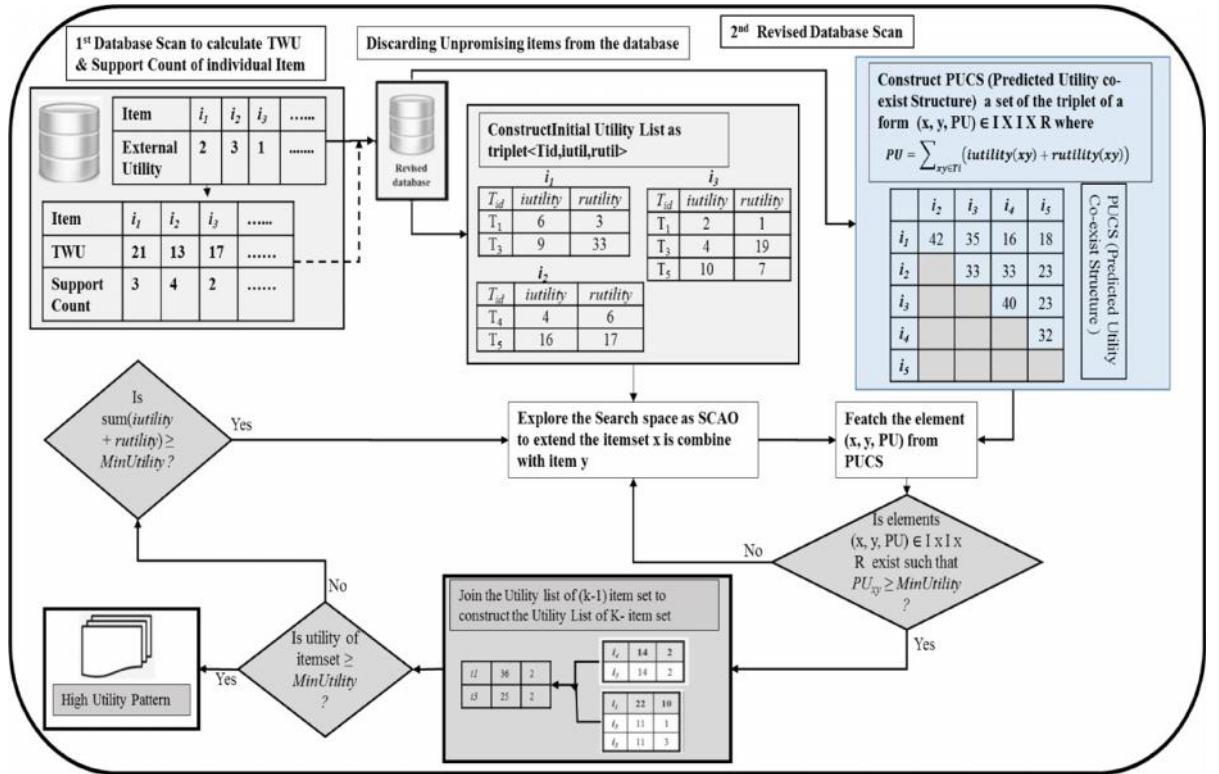 1st Database Scan to calculate TWU
& Support Count of individual Item
Discarding Unpromising items from the database
2nd Revised Database Scan
Item i1 i2 i3 ......
External Utility 2 3 1 .......
Item i1 i2 i3 ......
TWU 21 13 17 ......
Support Count 3 4 2 ......
Revised
database
ConstructInitial Utility List as
triplet<Tid,iutil,rutil>
i1
Tid iutility rutility
T1 6 3
T3 9 33
i2
Tid iutility rutility
T4 4 6
T5 16 17
i3
Tid iutility rutility
T1 2 1
T3 4 19
T5 10 7
Construct PUCS (Predicted Utility co-
exist Structure) a set of the triplet of a
form (x, y, PU) ∈ I X I X R where
PU = ∑xy∈Ti (iutility(xy) + rutility(xy))
i2 i3 i4 i5
i1 42 35 16 18
i2 33 33 23
i3 40 23
i4 32
i5
PUCS (Predicted Utility
Co-exist Structure )
Explore the Search space as SCAO
to extend the itemset x is combine
with item y
Featch the element
(x, y, PU) from
PUCS
Is elements
(x, y, PU) ∈ I x I x
R exist such that
PUxy ≥ MinUtility
?
No
Yes
Join the Utility list of (k-1) item set to
construct the Utility List of K- item set
36 2
25 2
14 2
14 2
22 10
11 1
11 3
Is utility of
itemset ≥
MinUtility
?
No
Yes
High Utility Pattern
Is
sum(iutility
+ rutility) ≥
MinUtility
?
Yes